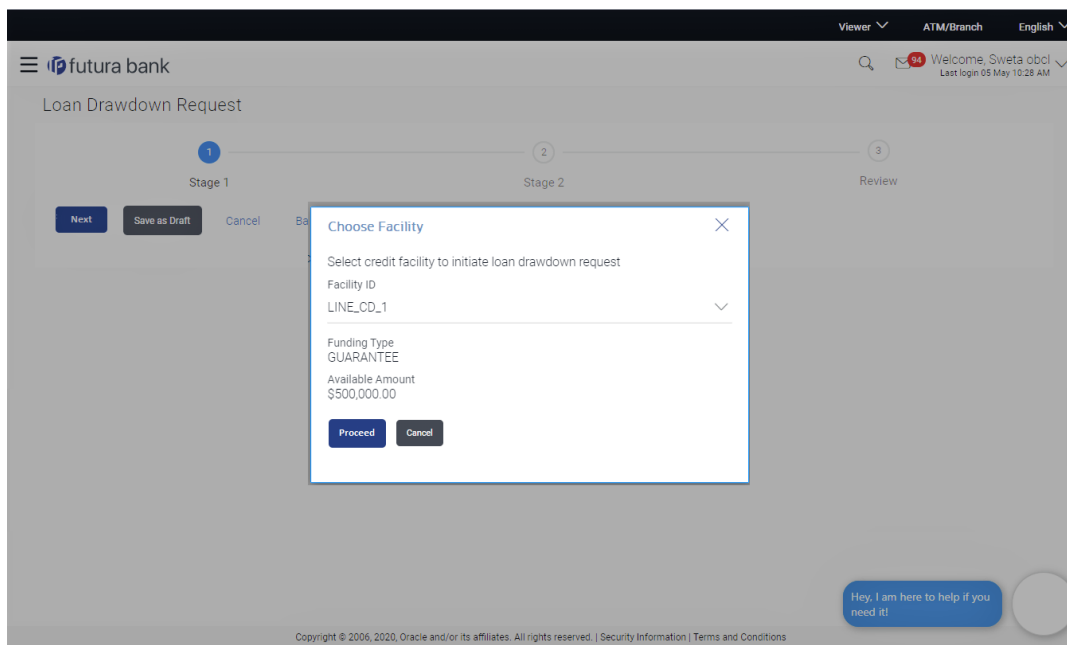 Viewer ATM/Branch English
futura bank
94
Welcome, Sweta obcl
Last login 05 May 10:28 AM
Loan Drawdown Request
1 2 3
Stage 1 Stage 2 Review
Next Save as Draft Cancel Ba
Choose Facility
Select credit facility to initiate loan drawdown request
Facility ID
LINE_CD_1
Funding Type
GUARANTEE
Available Amount
$500,000.00
Proceed Cancel
Hey, I am here to help if you
need it!
Copyright © 2006, 2020, Oracle and/or its affiliates. All rights reserved. | Security Information | Terms and Conditions